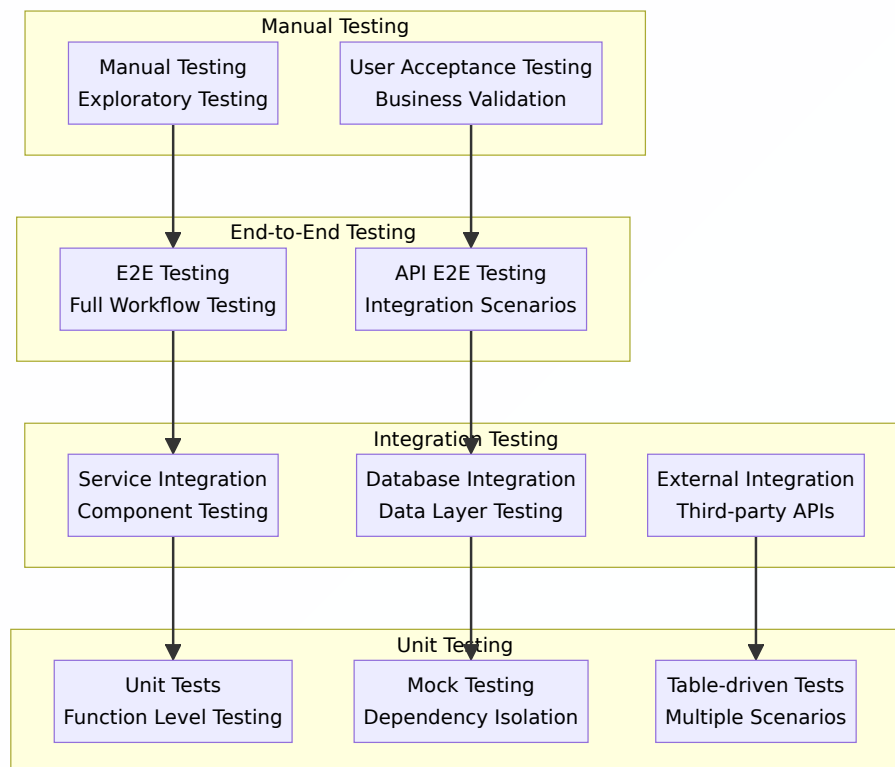 Manual Testing
Manual Testing
Exploratory Testing
User Acceptance Testing
Business Validation
End-to-End Testing
E2E Testing
Full Workflow Testing
API E2E Testing
Integration Scenarios
Integration Testing
Service Integration
Component Testing
Database Integration
Data Layer Testing
External Integration
Third-party APIs
Unit Testing
Unit Tests
Function Level Testing
Mock Testing
Dependency Isolation
Table-driven Tests
Multiple Scenarios